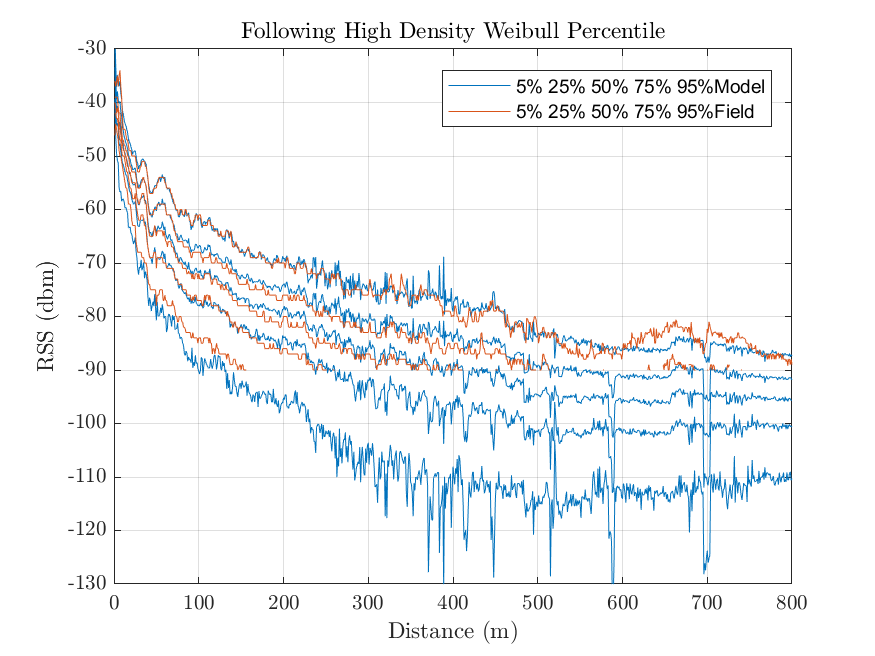 Following High Density Weibull Percentile
5% 25% 50% 75% 95%Model
5% 25% 50% 75% 95%Field
RSS (dbm)
-30
-40
-50
-60
-70
-80
-90
-100
-110
-120
-130
0 100 200 300 400 500 600 700 800
Distance (m)